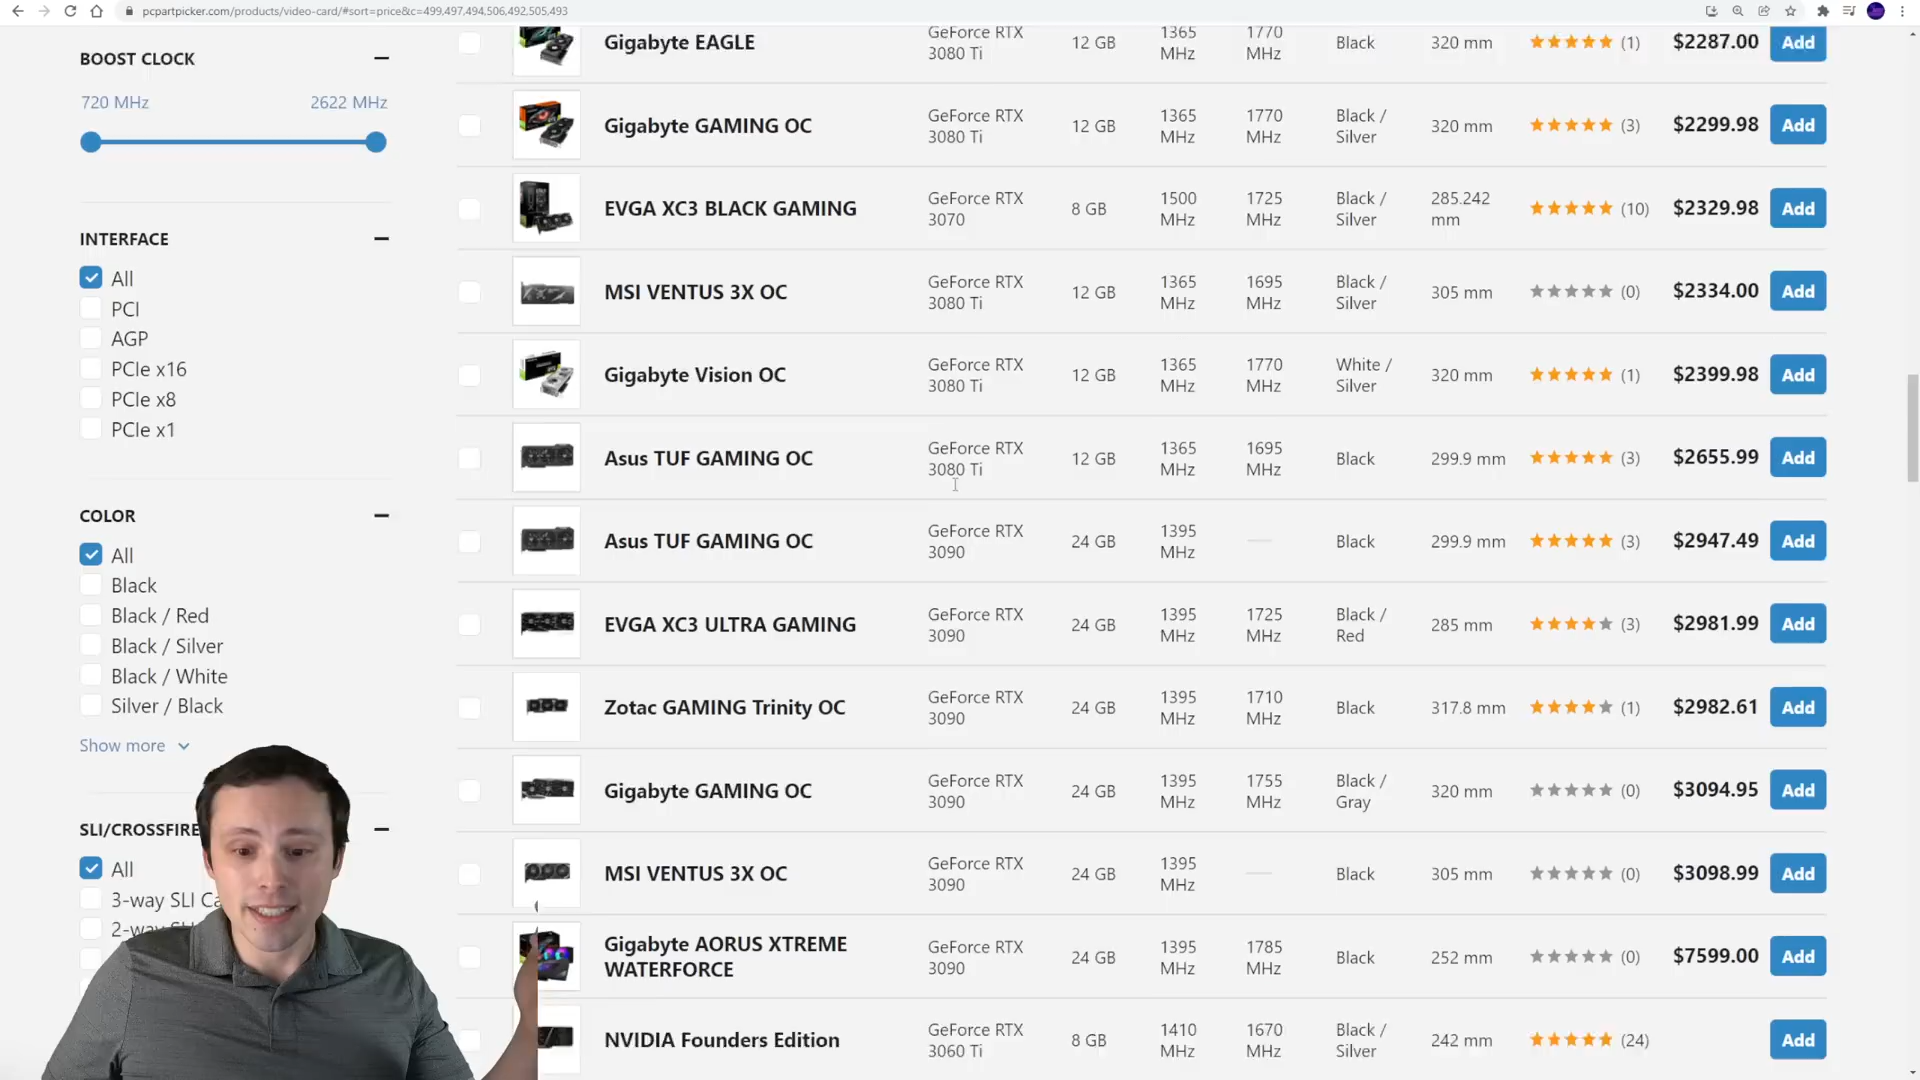 pcpartpicker.com/products/video-card/#sort=price&c=499,497,494,506,492,505,493
BOOST CLOCK
720 MHz 2622 MHz
INTERFACE
All
PCI
AGP
PCIe x16
PCIe x8
PCIe x1
COLOR
All
Black
Black / Red
Black / Silver
Black / White
Silver / Black
Show more
SLI/CROSSFIRE
All
3-way SLI
2-way
Gigabyte EAGLE GeForce RTX 3080 Ti 12 GB 1365 MHz 1770 MHz Black 320 mm (1) $2287.00 Add
Gigabyte GAMING OC GeForce RTX 3080 Ti 12 GB 1365 MHz 1770 MHz Black / Silver 320 mm (3) $2299.98 Add
EVGA XC3 BLACK GAMING GeForce RTX 3070 8 GB 1500 MHz 1725 MHz Black / Silver 285.242 mm (10) $2329.98 Add
MSI VENTUS 3X OC GeForce RTX 3080 Ti 12 GB 1365 MHz 1695 MHz Black / Silver 305 mm (0) $2334.00 Add
Gigabyte Vision OC GeForce RTX 3080 Ti 12 GB 1365 MHz 1770 MHz White / Silver 320 mm (1) $2399.98 Add
Asus TUF GAMING OC GeForce RTX 3080 Ti 12 GB 1365 MHz 1695 MHz Black 299.9 mm (3) $2655.99 Add
Asus TUF GAMING OC GeForce RTX 3090 24 GB 1395 MHz — Black 299.9 mm (3) $2947.49 Add
EVGA XC3 ULTRA GAMING GeForce RTX 3090 24 GB 1395 MHz 1725 MHz Black / Red 285 mm (3) $2981.99 Add
Zotac GAMING Trinity OC GeForce RTX 3090 24 GB 1395 MHz 1710 MHz Black 317.8 mm (1) $2982.61 Add
Gigabyte GAMING OC GeForce RTX 3090 24 GB 1395 MHz 1755 MHz Black / Gray 320 mm (0) $3094.95 Add
MSI VENTUS 3X OC GeForce RTX 3090 24 GB 1395 MHz — Black 305 mm (0) $3098.99 Add
Gigabyte AORUS XTREME WATERFORCE GeForce RTX 3090 24 GB 1395 MHz 1785 MHz Black 252 mm (0) $7599.00 Add
NVIDIA Founders Edition GeForce RTX 3060 Ti 8 GB 1410 MHz 1670 MHz Black / Silver 242 mm (24) Add